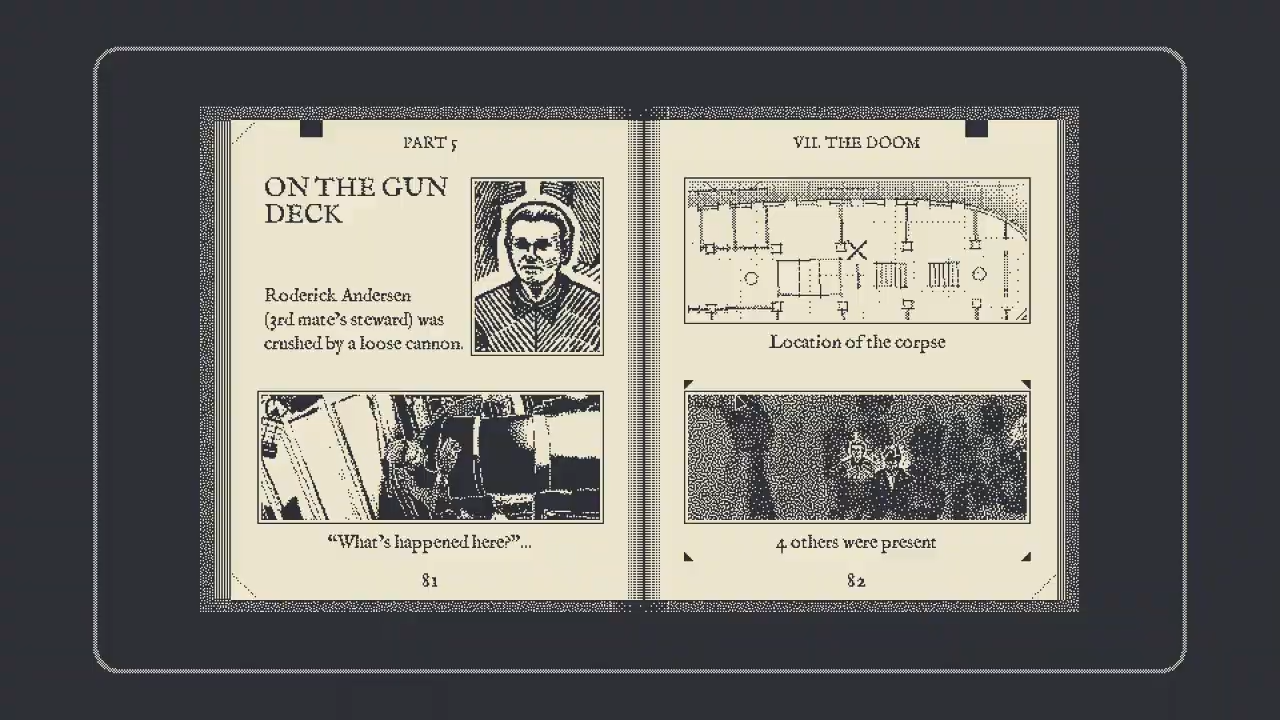 PART 5
ON THE GUN
DECK
Roderick Andersen
(3rd mate's steward) was
crushed by a loose cannon.
"What's happened here?"...
81
VII. THE DOOM
Location of the corpse
4 others were present
82